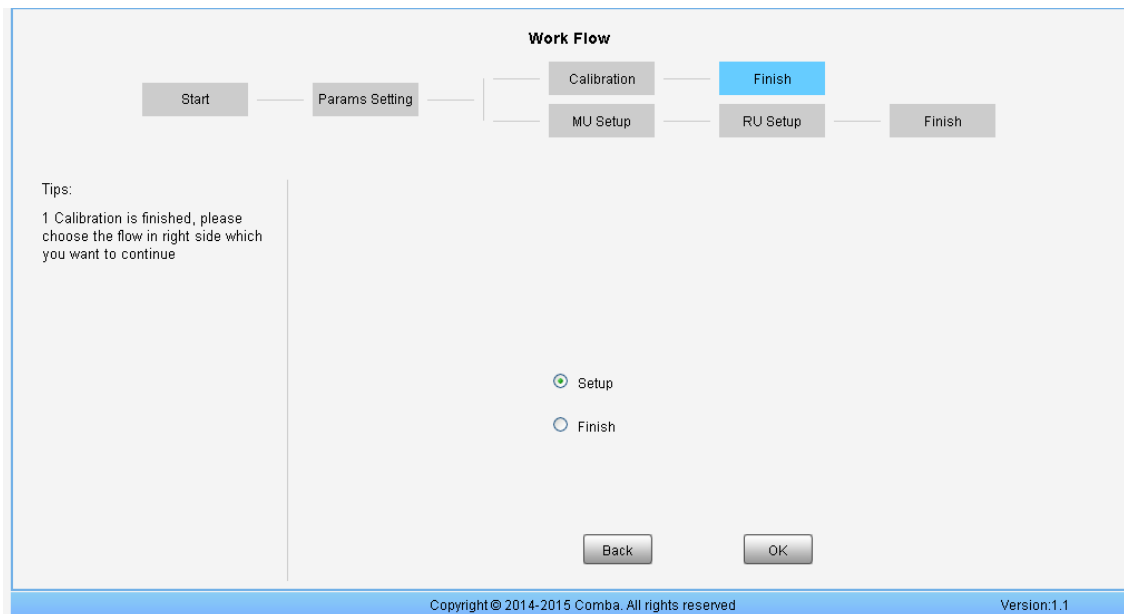 Work Flow
Calibration
Finish
Start
Params Setting
MU Setup
RU Setup
Finish
Tips:
1 Calibration is finished, please
choose the flow in right side which
you want to continue
Setup
Finish
Back
OK
Copyright © 2014-2015 Comba. All rights reserved
Version:1.1